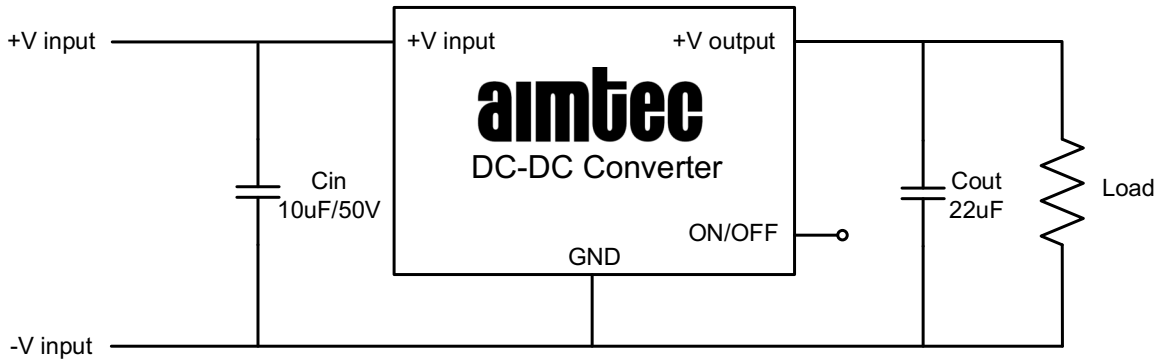 +V input
+V input
+V output
aimtec
DC-DC Converter
Cin
10uF/50V
Cout
22uF
Load
ON/OFF
GND
-V input